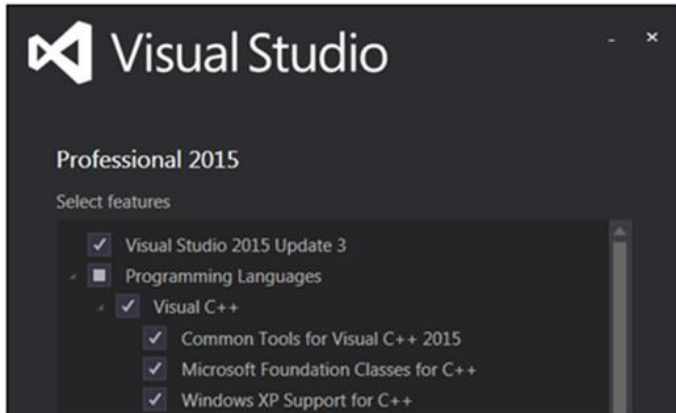 Visual Studio
Professional 2015
Select features
Visual Studio 2015 Update 3
Programming Languages
Visual C++
Common Tools for Visual C++ 2015
Microsoft Foundation Classes for C++
Windows XP Support for C++